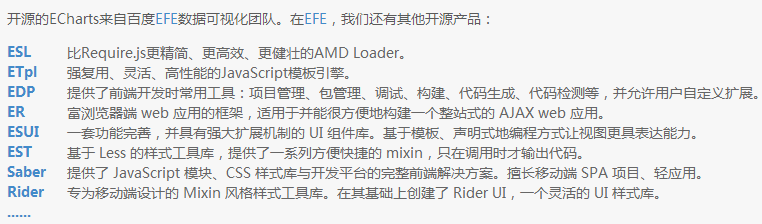 开源的ECharts来自百度EFE数据可视化团队。在EFE，我们还有其他开源产品：
ESL 比Require.js更精简、更高效、更健壮的AMD Loader。
ETpl 强复用、灵活、高性能的JavaScript模板引擎。
EDP 提供了前端开发时常用工具：项目管理、包管理、调试、构建、代码生成、代码检测等，并允许用户自定义扩展。
ER 富浏览器端 web 应用的框架，适用于并能很方便地构建一个整站式的 AJAX web 应用。
ESUI 一套功能完善，并具有强大扩展机制的 UI 组件库。基于模板、声明式地编程方式让视图更具表达能力。
EST 基于 Less 的样式工具库，提供了一系列方便快捷的 mixin，只在调用时才输出代码。
Saber 提供了 JavaScript 模块、CSS 样式库与开发平台的完整前端解决方案。擅长移动端 SPA 项目、轻应用。
Rider 专为移动端设计的 Mixin 风格样式工具库。在其基础上创建了 Rider UI，一个灵活的 UI 样式库。
......